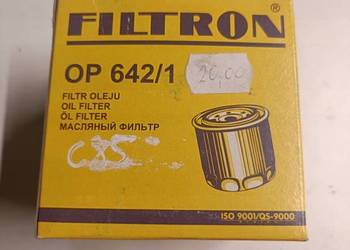 FILTRON
OP 642/1
20,00
FILTR OLEJU
OIL FILTER
ÖL FILTER
МАСЛЯНЫЙ ФИЛЬТР
ISO 9001/QS-9000